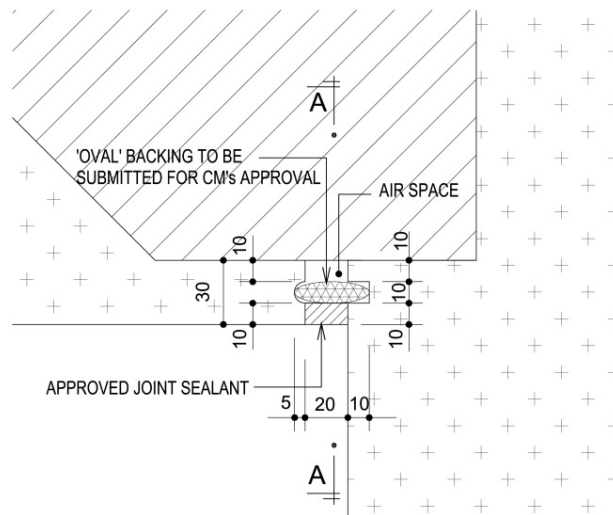 A
'OVAL' BACKING TO BE
SUBMITTED FOR CM's APPROVAL
AIR SPACE
10
10
30
10
10
10
APPROVED JOINT SEALANT
5 20 10
A